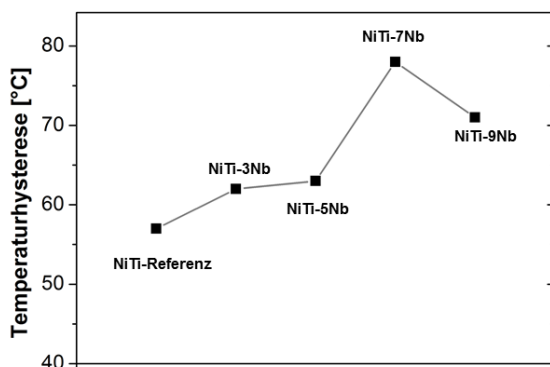 Temperaturhysterese [°C]
80
70
60
50
40
NiTi-Referenz
NiTi-3Nb
NiTi-5Nb
NiTi-7Nb
NiTi-9Nb